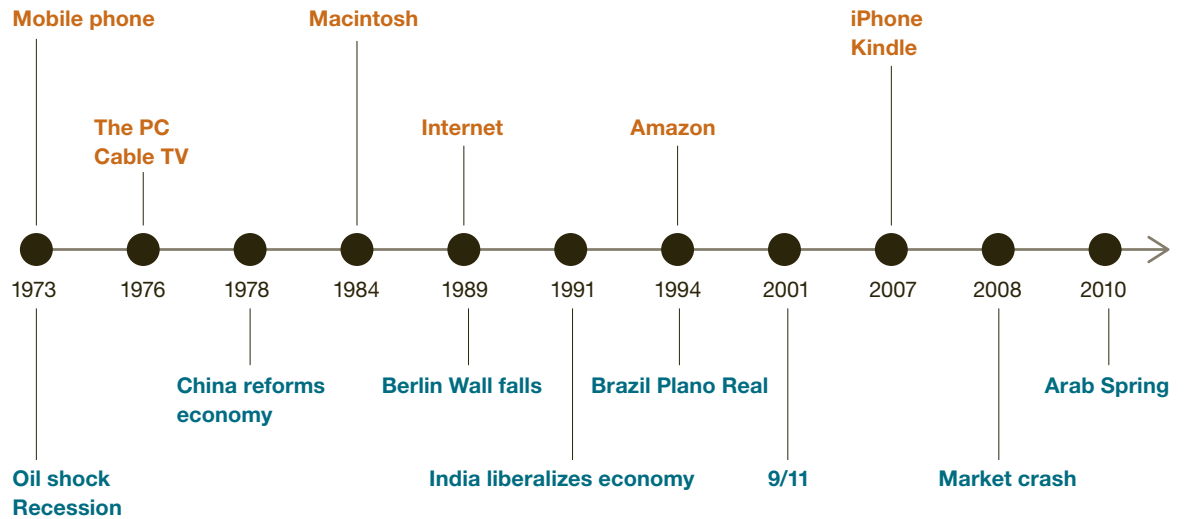 Mobile phone
Macintosh
iPhone
Kindle
The PC
Cable TV
Internet
Amazon
1973
1976
1978
1984
1989
1991
1994
2001
2007
2008
2010
China reforms
economy
Berlin Wall falls
Brazil Plano Real
Arab Spring
Oil shock
Recession
India liberalizes economy
9/11
Market crash